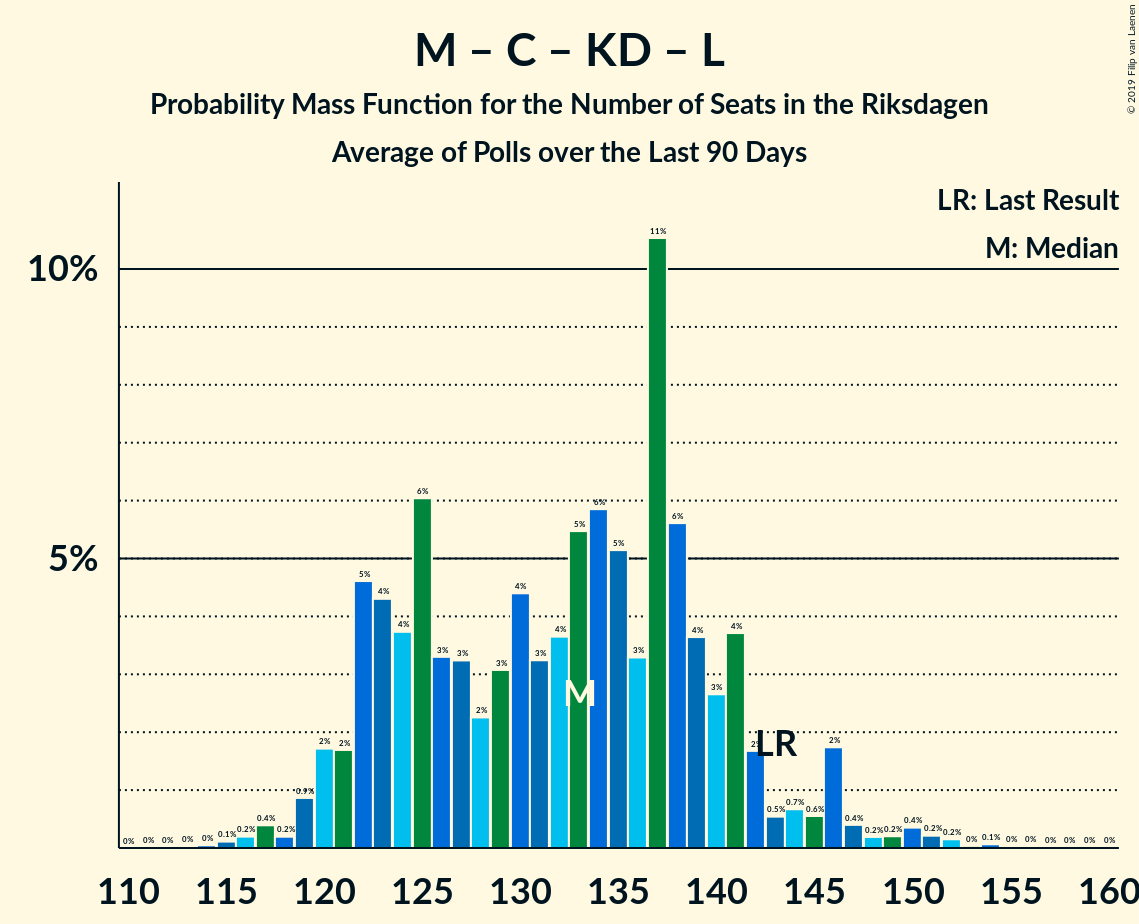 M – C – KD – L
Probability Mass Function for the Number of Seats in the Riksdagen
Average of Polls over the Last 90 Days
© 2019 Filip van Laenen
LR: Last Result
M: Median
10%
5%
0% 0% 0% 0% 0% 0.1% 0.2% 0.4% 0.2% 0.9% 2% 2% 5% 4% 4% 6% 3% 3% 2% 3% 4% 3% 4% 5% 6% 5% 3% 11% 6% 4% 3% 4% 2% 0.5% 0.7% 0.6% 2% 0.4% 0.2% 0.2% 0.4% 0.2% 0.2% 0% 0.1% 0% 0% 0% 0% 0% 0%
M
LR
110 115 120 125 130 135 140 145 150 155 160